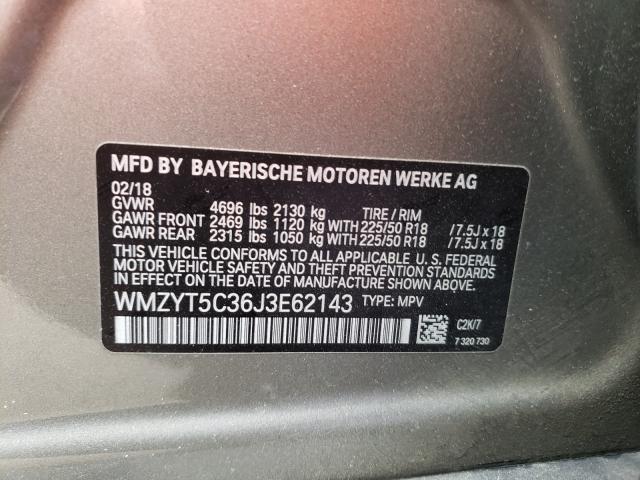 MFD BY BAYERISCHE MOTOREN WERKE AG
02/18
GVWR 4696 lbs 2130 kg TIRE / RIM
GAWR FRONT 2469 lbs 1120 kg WITH 225/50 R18 /7.5J x 18
GAWR REAR 2315 lbs 1050 kg WITH 225/50 R18 /7.5J x 18
THIS VEHICLE CONFORMS TO ALL APPLICABLE U. S. FEDERAL
MOTOR VEHICLE SAFETY, BUMPER, AND THEFT PREVENTION
STANDARDS IN EFFECT ON THE DATE OF MANUFACTURE SHOWN ABOVE.
WMZYT5C36J3E62143 TYPE: MPV
C2K/7
7 320 730